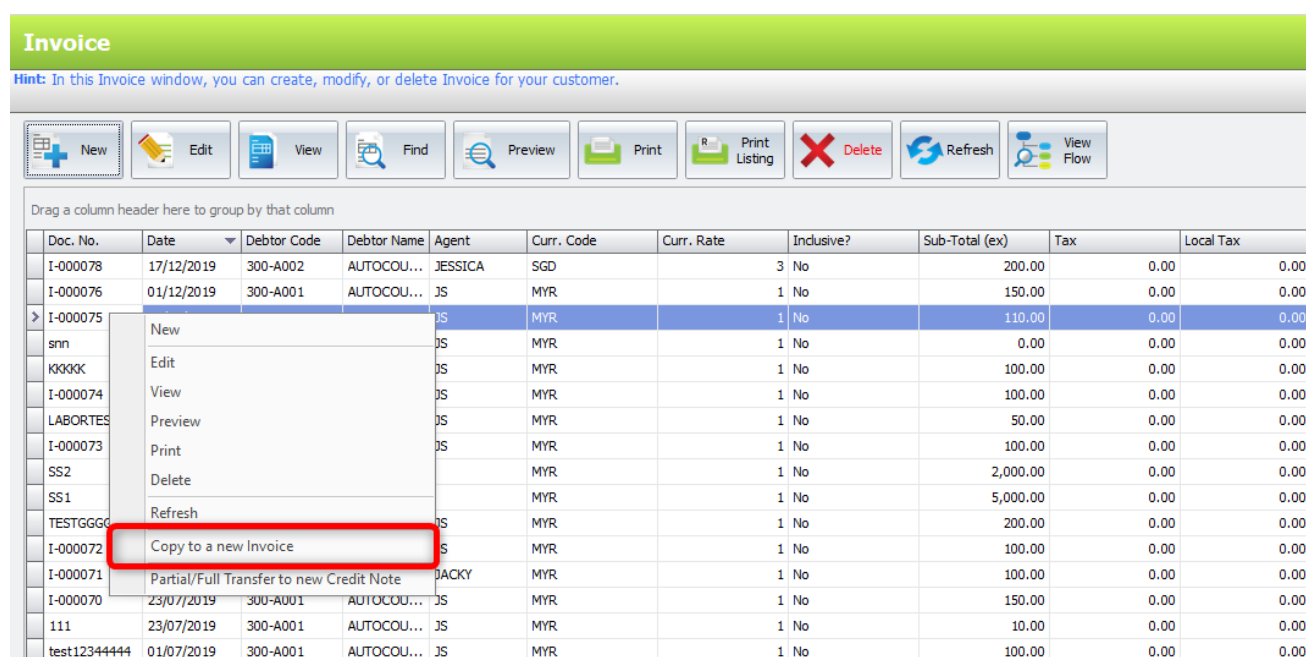 Invoice
Hint: In this Invoice window, you can create, modify, or delete Invoice for your customer.
New Edit View Find Preview Print Print Listing Delete Refresh View Flow
Drag a column header here to group by that column
Doc. No. Date Debtor Code Debtor Name Agent Curr. Code Curr. Rate Inclusive? Sub-Total (ex) Tax Local Tax
I-000078 17/12/2019 300-A002 AUTOCOU... JESSICA SGD 3 No 200.00 0.00 0.00
I-000076 01/12/2019 300-A001 AUTOCOU... JS MYR 1 No 150.00 0.00 0.00
I-000075 JS MYR 1 No 110.00 0.00 0.00
snn JS MYR 1 No 0.00 0.00 0.00
KKKKK JS MYR 1 No 100.00 0.00 0.00
I-000074 JS MYR 1 No 100.00 0.00 0.00
LABORTES JS MYR 1 No 50.00 0.00 0.00
I-000073 JS MYR 1 No 100.00 0.00 0.00
SS2 MYR 1 No 2,000.00 0.00 0.00
SS1 MYR 1 No 5,000.00 0.00 0.00
TESTGGGG JS MYR 1 No 200.00 0.00 0.00
I-000072 JS MYR 1 No 100.00 0.00 0.00
I-000071 JACKY MYR 1 No 100.00 0.00 0.00
I-000070 23/07/2019 300-A001 AUTOCOU... JS MYR 1 No 150.00 0.00 0.00
111 23/07/2019 300-A001 AUTOCOU... JS MYR 1 No 10.00 0.00 0.00
test12344444 01/07/2019 300-A001 AUTOCOU... JS MYR 1 No 100.00 0.00 0.00
New
Edit
View
Preview
Print
Delete
Refresh
Copy to a new Invoice
Partial/Full Transfer to new Credit Note